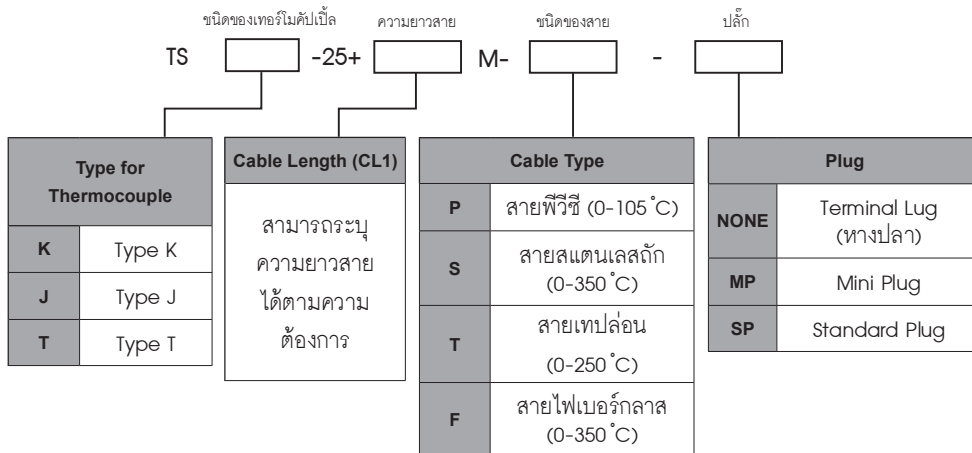 ชนิดของเทอร์โมคัปเปิ้ล ความยาวสาย ชนิดของสาย ปลั๊ก
TS -25+ M- -
Type for
Thermocouple
K Type K
J Type J
T Type T
Cable Length (CL1)
สามารถระบุ
ความยาวสาย
ได้ตามความ
ต้องการ
Cable Type
P สายพีวีซี (0-105 °C)
S สายสแตนเลสถัก
(0-350 °C)
T สายเทปล่อน
(0-250 °C)
F สายไฟเบอร์กลาส
(0-350 °C)
Plug
NONE Terminal Lug
(หางปลา)
MP Mini Plug
SP Standard Plug